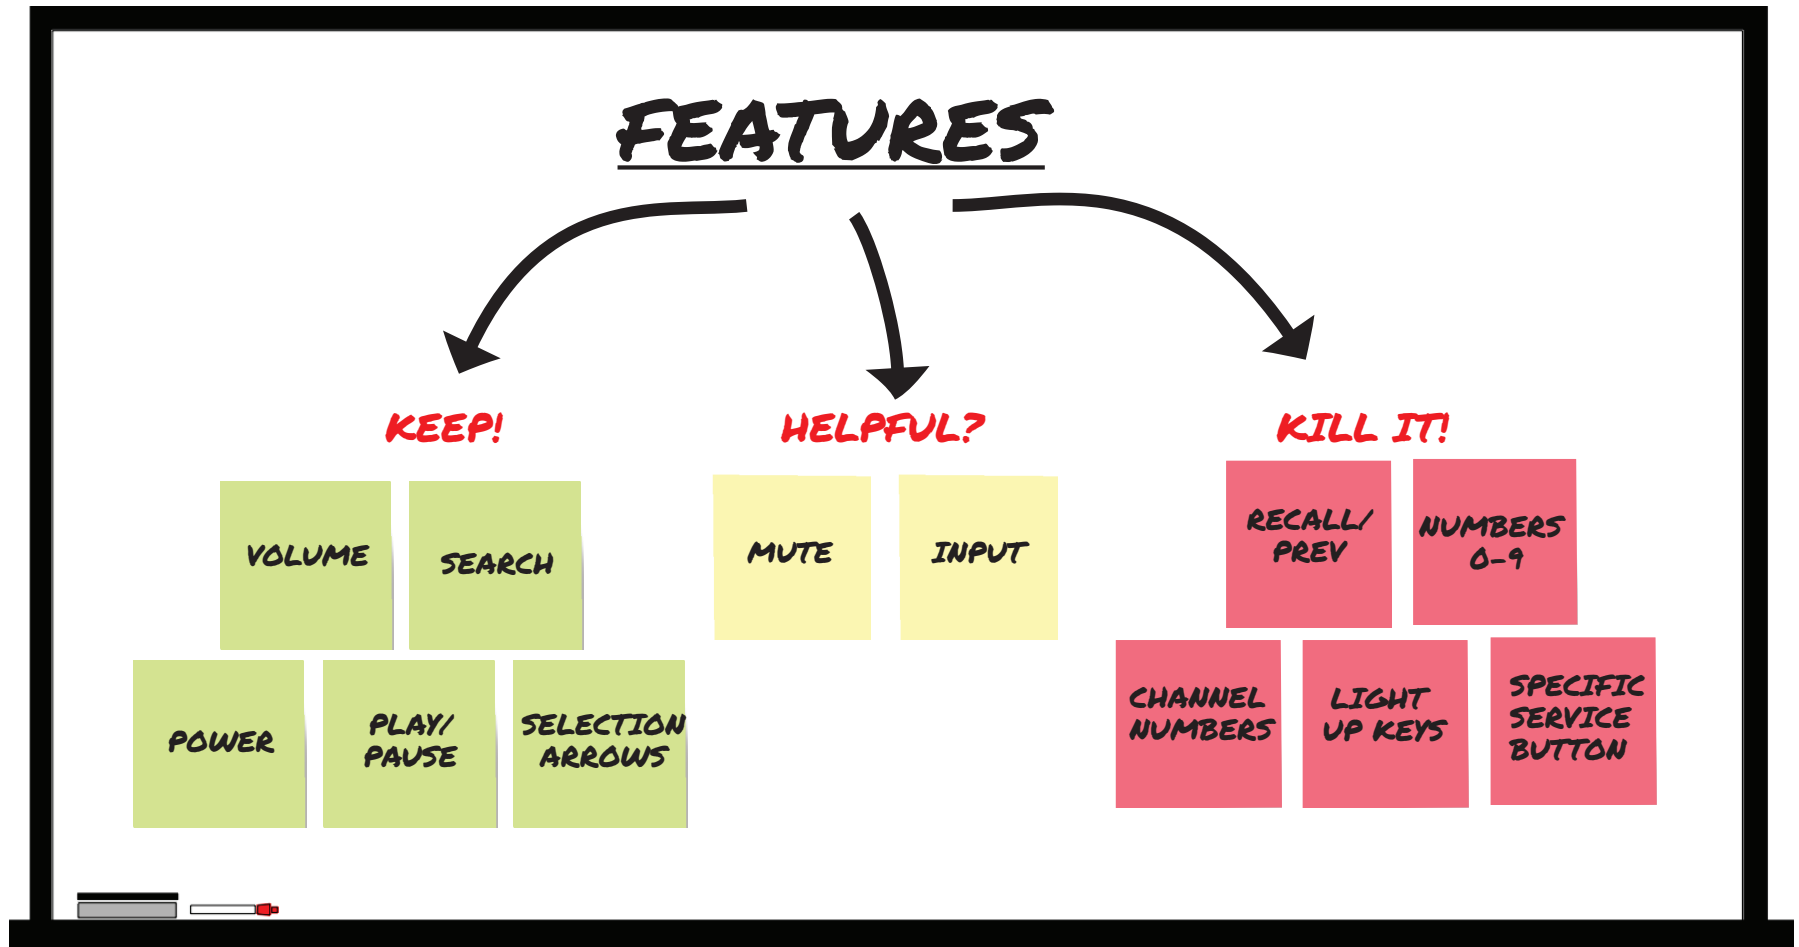 FEATURES
KEEP!
HELPFUL?
KILL IT!
VOLUME
SEARCH
POWER
PLAY/
PAUSE
SELECTION
ARROWS
MUTE
INPUT
RECALL/
PREV
NUMBERS
0-9
CHANNEL
NUMBERS
LIGHT
UP KEYS
SPECIFIC
SERVICE
BUTTON